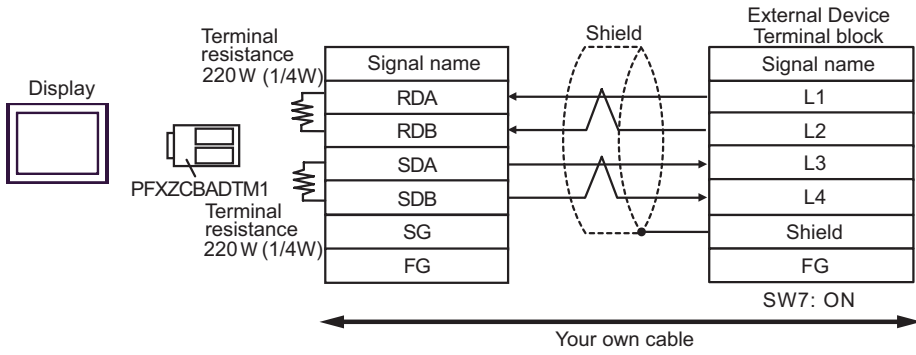 Display
PFXZCBADTM1
Terminal
resistance
220W (1/4W)
Terminal
resistance
220W (1/4W)
Signal name
RDA
RDB
SDA
SDB
SG
FG
Shield
External Device
Terminal block
Signal name
L1
L2
L3
L4
Shield
FG
SW7: ON
Your own cable